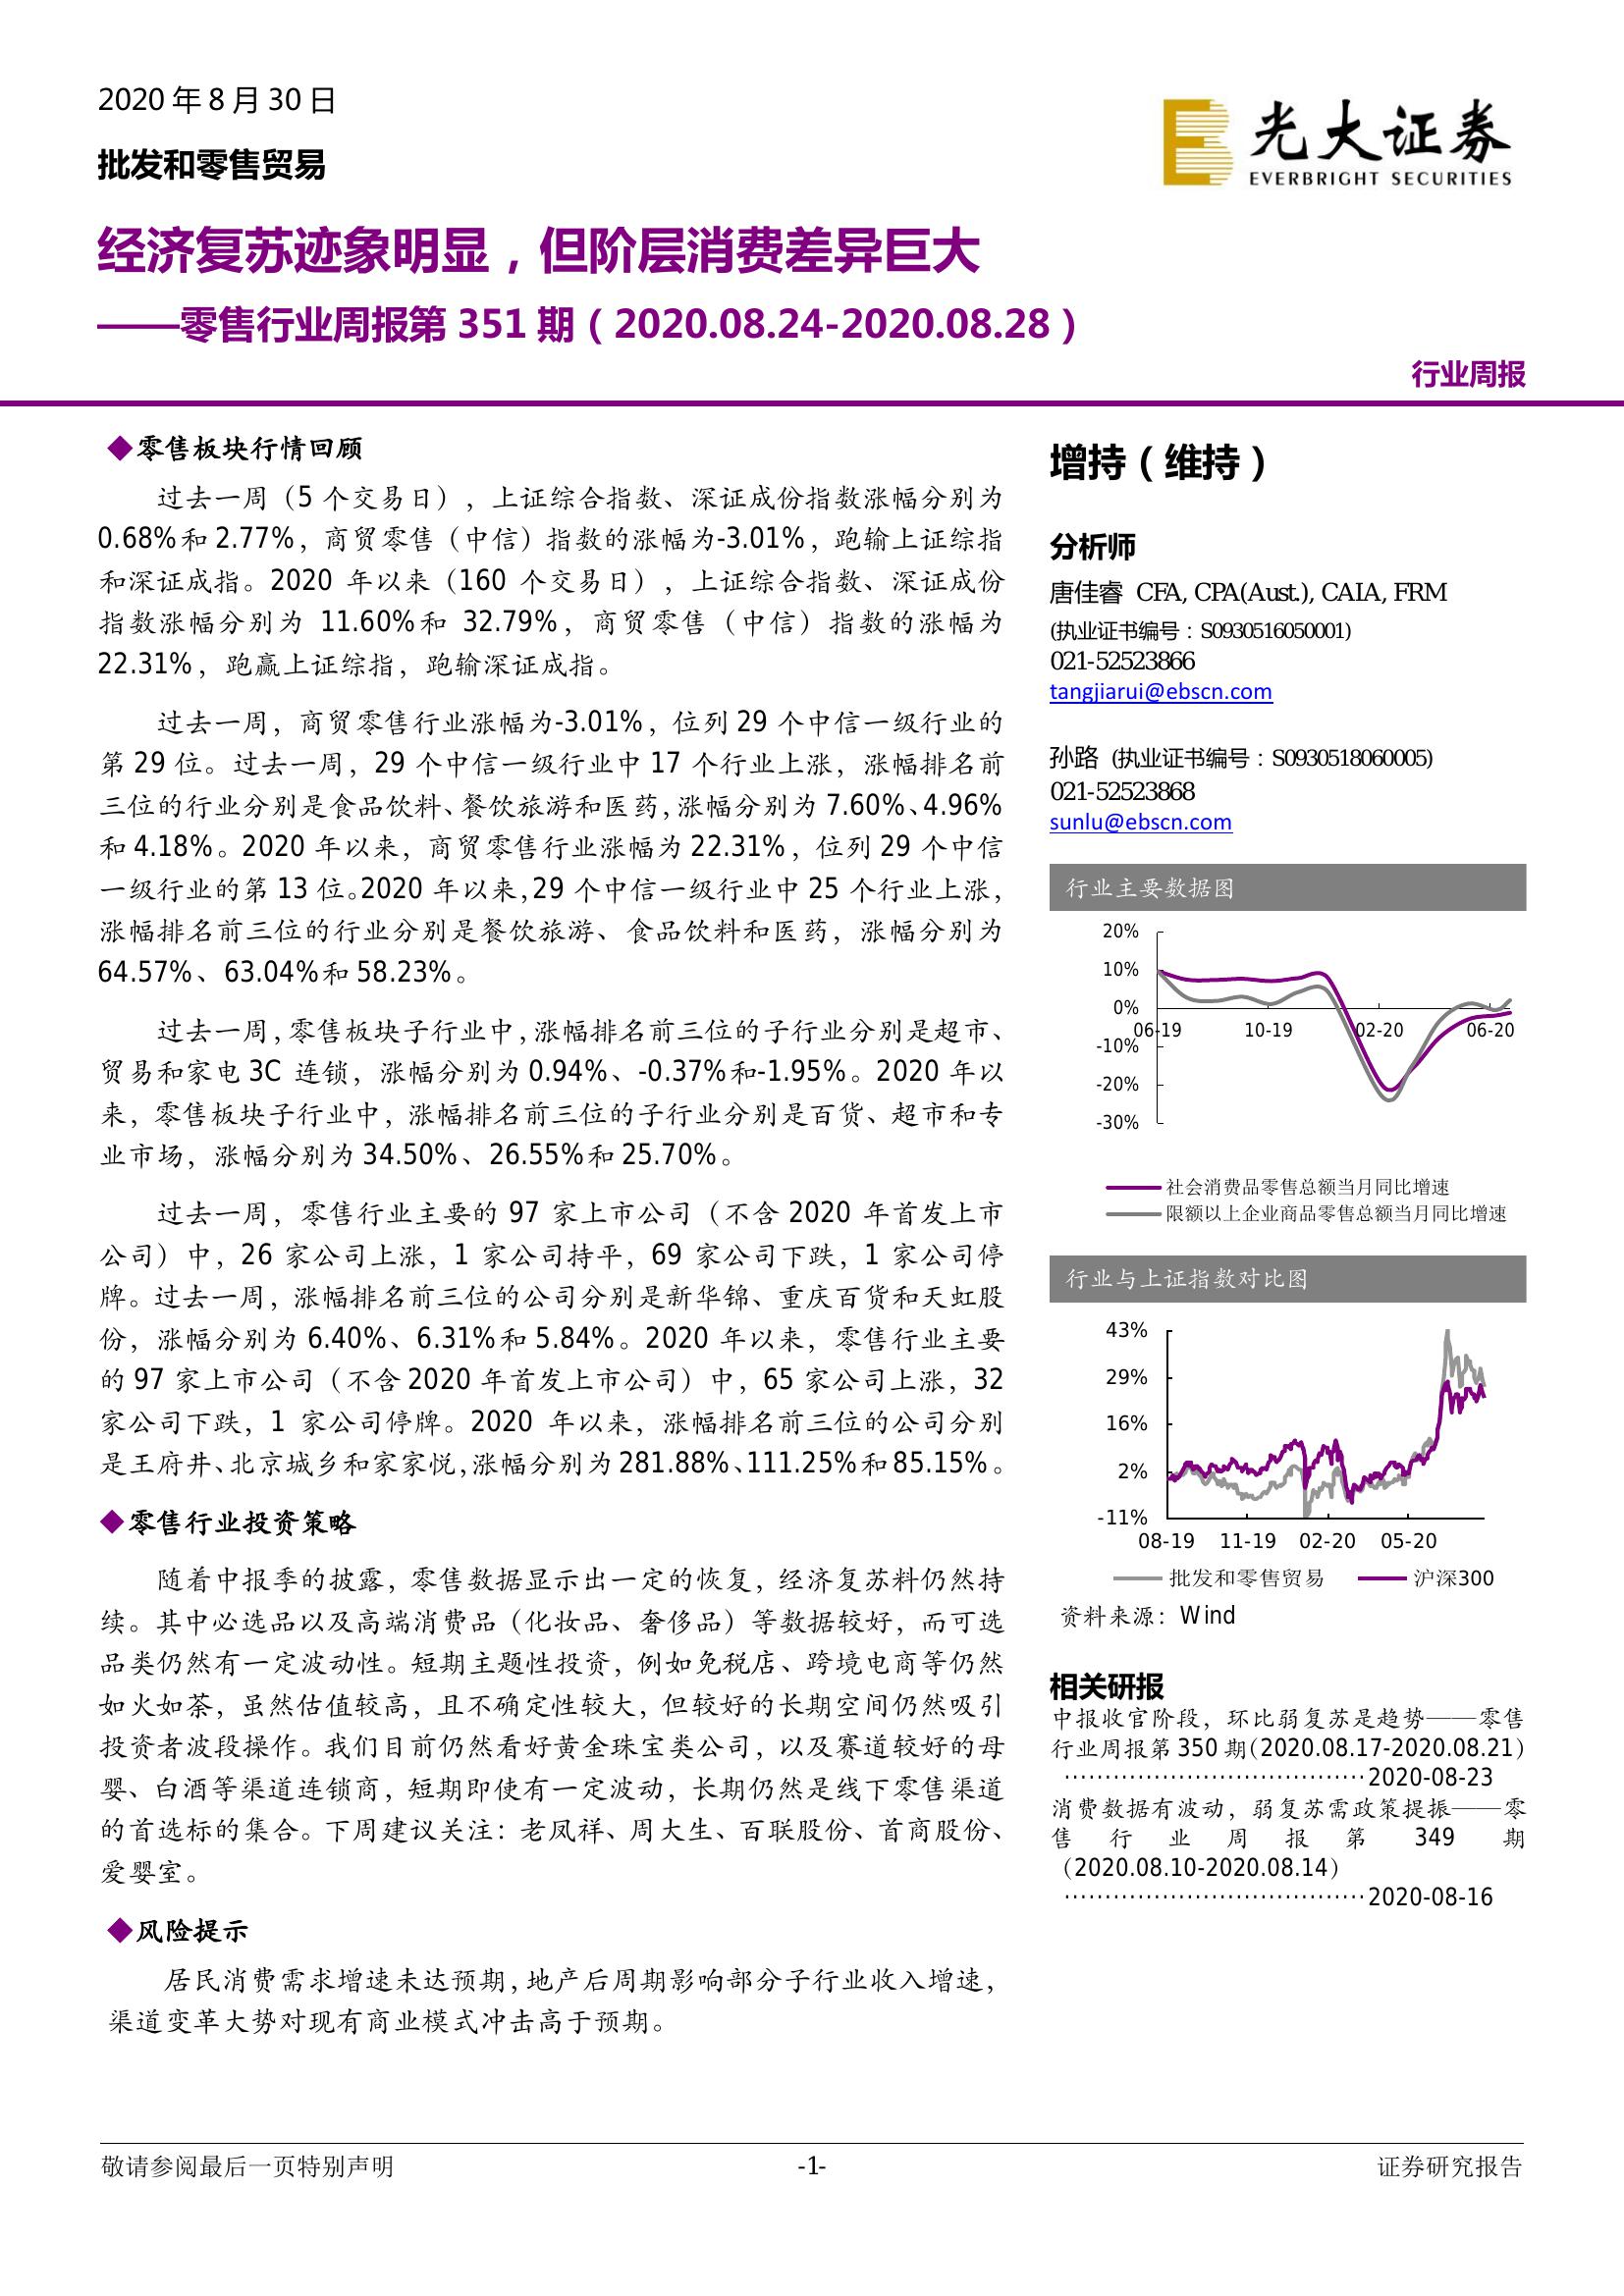 2020 年 8 月 30 日
批发和零售贸易
光大证券
EVERBRIGHT SECURITIES
经济复苏迹象明显，但阶层消费差异巨大
——零售行业周报第 351 期（2020.08.24-2020.08.28）
行业周报
◆零售板块行情回顾
过去一周（5 个交易日），上证综合指数、深证成份指数涨幅分别为
0.68%和 2.77%，商贸零售（中信）指数的涨幅为-3.01%，跑输上证综指
和深证成指。2020 年以来（160 个交易日），上证综合指数、深证成份
指数涨幅分别为 11.60%和 32.79%，商贸零售（中信）指数的涨幅为
22.31%，跑赢上证综指，跑输深证成指。
过去一周，商贸零售行业涨幅为-3.01%，位列 29 个中信一级行业的
第 29 位。过去一周，29 个中信一级行业中 17 个行业上涨，涨幅排名前
三位的行业分别是食品饮料、餐饮旅游和医药，涨幅分别为 7.60%、4.96%
和 4.18%。2020 年以来，商贸零售行业涨幅为 22.31%，位列 29 个中信
一级行业的第 13 位。2020 年以来，29 个中信一级行业中 25 个行业上涨，
涨幅排名前三位的行业分别是餐饮旅游、食品饮料和医药，涨幅分别为
64.57%、63.04%和 58.23%。
过去一周，零售板块子行业中，涨幅排名前三位的子行业分别是超市、
贸易和家电 3C 连锁，涨幅分别为 0.94%、-0.37%和-1.95%。2020 年以
来，零售板块子行业中，涨幅排名前三位的子行业分别是百货、超市和专
业市场，涨幅分别为 34.50%、26.55%和 25.70%。
过去一周，零售行业主要的 97 家上市公司（不含 2020 年首发上市
公司）中，26 家公司上涨，1 家公司持平，69 家公司下跌，1 家公司停
牌。过去一周，涨幅排名前三位的公司分别是新华锦、重庆百货和天虹股
份，涨幅分别为 6.40%、6.31%和 5.84%。2020 年以来，零售行业主要
的 97 家上市公司（不含 2020 年首发上市公司）中，65 家公司上涨，32
家公司下跌，1 家公司停牌。2020 年以来，涨幅排名前三位的公司分别
是王府井、北京城乡和家家悦，涨幅分别为 281.88%、111.25%和 85.15%。
◆零售行业投资策略
随着中报季的披露，零售数据显示出一定的恢复，经济复苏料仍然持
续。其中必选品以及高端消费品（化妆品、奢侈品）等数据较好，而可选
品类仍然有一定波动性。短期主题性投资，例如免税店、跨境电商等仍然
如火如荼，虽然估值较高，且不确定性较大，但较好的长期空间仍然吸引
投资者波段操作。我们目前仍然看好黄金珠宝类公司，以及赛道较好的母
婴、白酒等渠道连锁商，短期即使有一定波动，长期仍然是线下零售渠道
的首选标的集合。下周建议关注：老凤祥、周大生、百联股份、首商股份、
爱婴室。
◆风险提示
居民消费需求增速未达预期，地产后周期影响部分子行业收入增速，
渠道变革大势对现有商业模式冲击高于预期。
增持（维持）
分析师
唐佳睿 CFA, CPA(Aust.), CAIA, FRM
(执业证书编号：S0930516050001)
021-52523866
tangjiarui@ebscn.com
孙路 (执业证书编号：S0930518060005)
021-52523868
sunlu@ebscn.com
行业主要数据图
20%
10%
0%
-10%
-20%
-30%
06-19 10-19 02-20 06-20
社会消费品零售总额当月同比增速
限额以上企业商品零售总额当月同比增速
行业与上证指数对比图
43%
29%
16%
2%
-11%
08-19 11-19 02-20 05-20
批发和零售贸易 沪深300
资料来源：Wind
相关研报
中报收官阶段，环比弱复苏是趋势——零售
行业周报第 350 期（2020.08.17-2020.08.21）
·····································2020-08-23
消费数据有波动，弱复苏需政策提振——零
售行业周报第 349 期
（2020.08.10-2020.08.14）
·····································2020-08-16
敬请参阅最后一页特别声明 -1- 证券研究报告